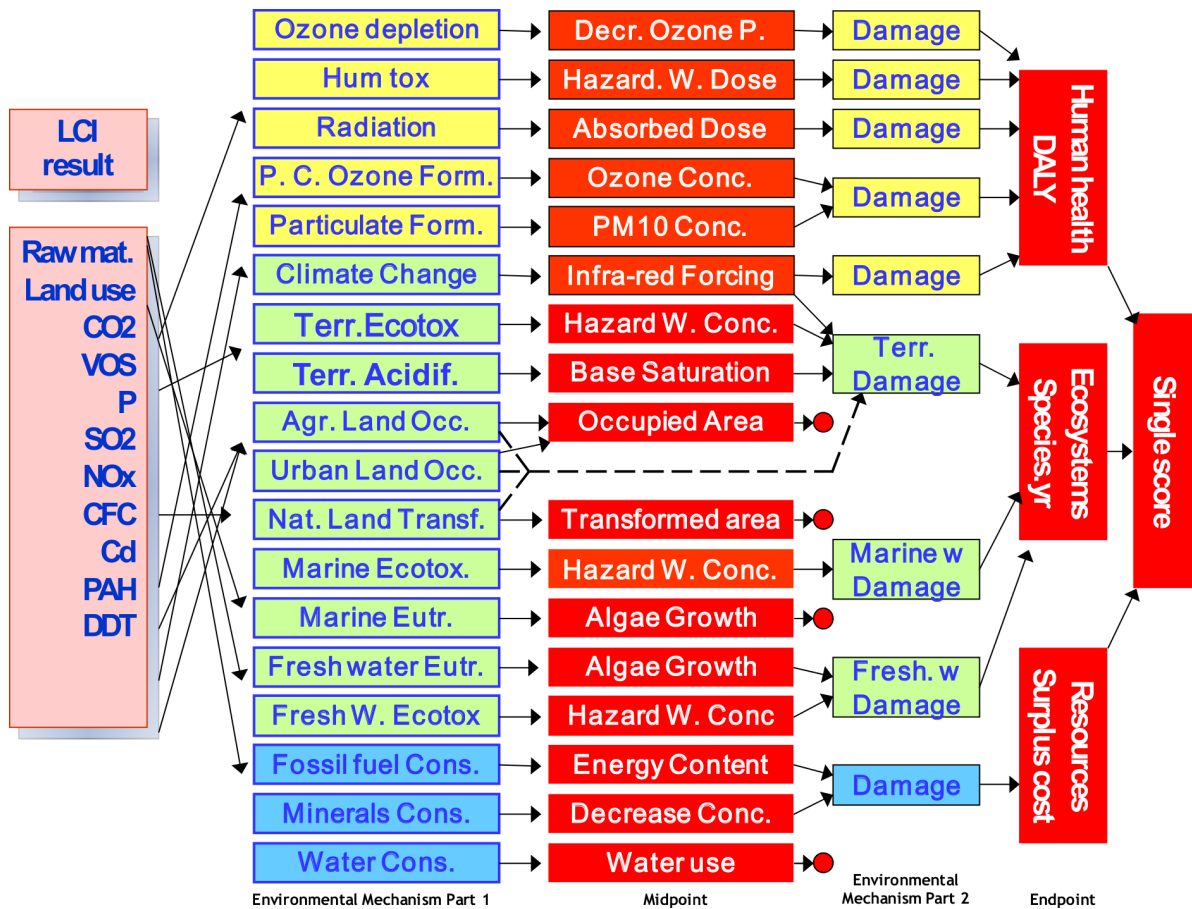 LCI
result
Raw mat.
Land use
CO2
VOS
P
SO2
NOx
CFC
Cd
PAH
DDT
Ozone depletion
Hum tox
Radiation
P. C. Ozone Form.
Particulate Form.
Climate Change
Terr.Ecotox
Terr. Acidif.
Agr. Land Occ.
Urban Land Occ.
Nat. Land Transf.
Marine Ecotox.
Marine Eutr.
Freshwater Eutr.
Fresh W. Ecotox
Fossil fuel Cons.
Minerals Cons.
Water Cons.
Environmental Mechanism Part 1
Decr. Ozone P.
Hazard. W. Dose
Absorbed Dose
Ozone Conc.
PM10 Conc.
Infra-red Forcing
Hazard W. Conc.
Base Saturation
Occupied Area
Transformed area
Hazard W. Conc.
Algae Growth
Algae Growth
Hazard W. Conc
Energy Content
Decrease Conc.
Water use
Midpoint
Damage
Damage
Damage
Damage
Damage
Terr.
Damage
Marine w
Damage
Fresh. w
Damage
Damage
Environmental
Mechanism Part 2
Human health
DALY
Ecosystems
Species.yr
Resources
Surplus cost
Endpoint
Single score